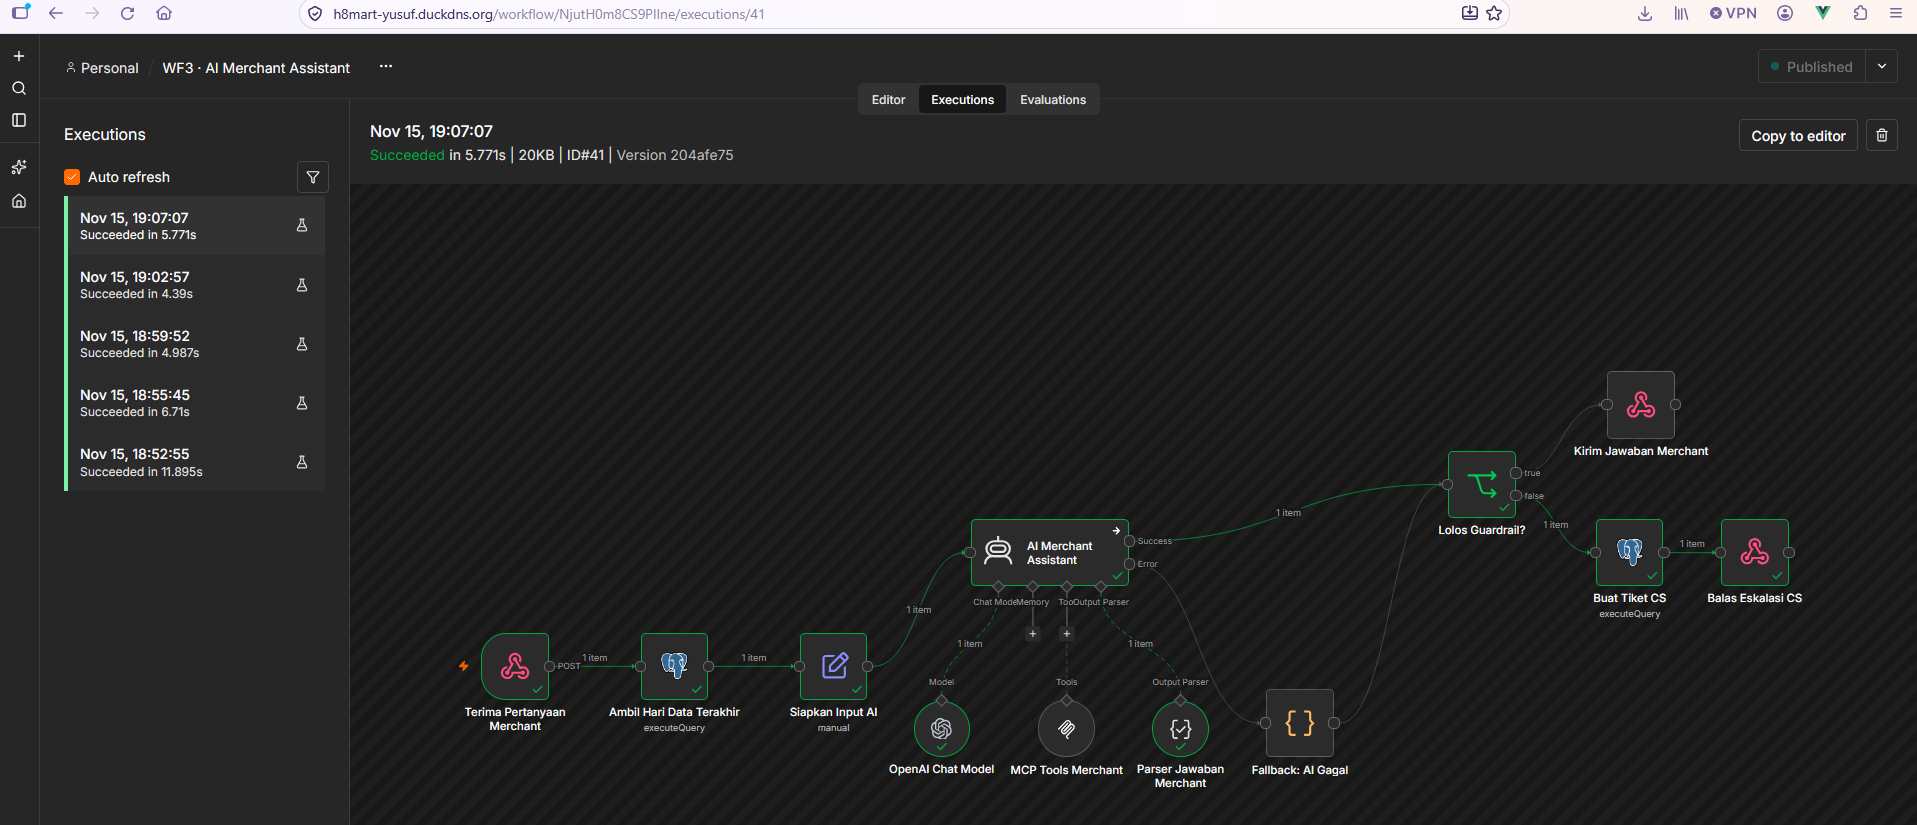 h8mart-yusuf.duckdns.org/workflow/NjutH0m8CS9PIIne/executions/41
VPN
Personal / WF3 · AI Merchant Assistant ...
Published
Editor Executions Evaluations
Executions
Auto refresh
Nov 15, 19:07:07
Succeeded in 5.771s
Nov 15, 19:02:57
Succeeded in 4.39s
Nov 15, 18:59:52
Succeeded in 4.987s
Nov 15, 18:55:45
Succeeded in 6.71s
Nov 15, 18:52:55
Succeeded in 11.895s
Nov 15, 19:07:07
Succeeded in 5.771s | 20KB | ID#41 | Version 204afe75
Copy to editor
Terima Pertanyaan
Merchant
POST
1 item
Ambil Hari Data Terakhir
executeQuery
1 item
Siapkan Input AI
manual
1 item
AI Merchant
Assistant
Success
Error
Chat Model
Memory
Tool
Output Parser
1 item
1 item
Model
Tools
Output Parser
OpenAI Chat Model
MCP Tools Merchant
Parser Jawaban
Merchant
Fallback: AI Gagal
1 item
Lolos Guardrail?
true
false
Kirim Jawaban Merchant
1 item
Buat Tiket CS
executeQuery
1 item
Balas Eskalasi CS